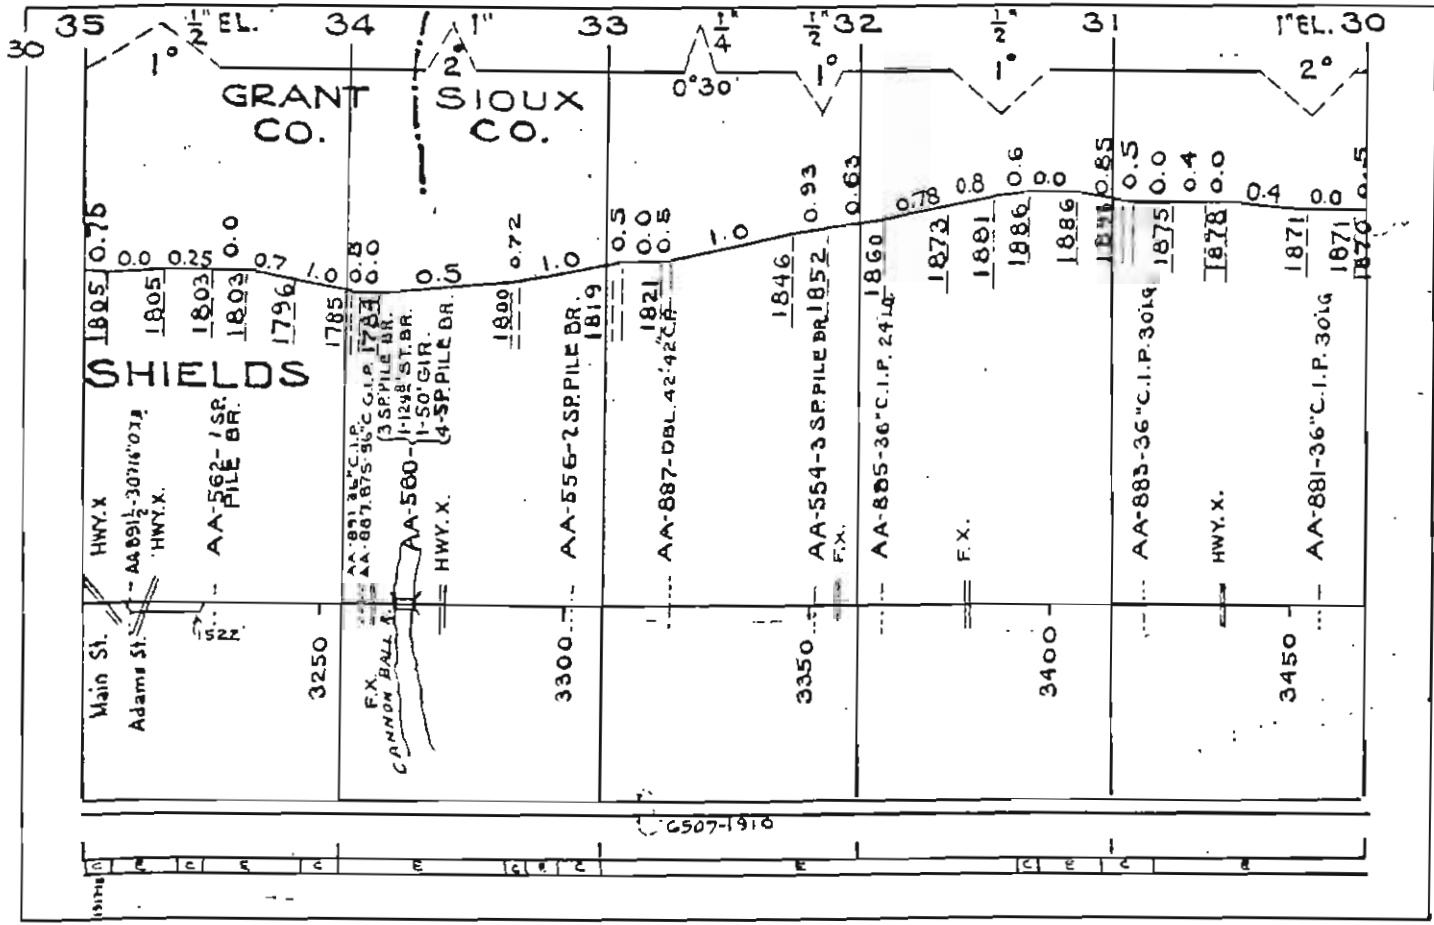 35 1/2" EL. 34 1" 33 1/4" 1/2" 32 1/2" 31 1" EL. 30
30
1° 2° 0°30' 1° 1° 2°
GRANT CO.
SIOUX CO.
0.75 0.0 0.25 0.0 0.7 1.0 0.8 0.0 0.5 0.72 1.0 0.5 0.0 0.5 1.0 0.93 0.63 0.78 0.8 0.6 0.0 0.85 0.5 0.0 0.4 0.0 0.4 0.0 0.5
1805 1805 1803 1803 1796 1785 1784 1800 1819 1821 1846 1852 1860 1873 1881 1886 1886 1875 1878 1871 1871 1870
SHIELDS
HWY. X
HWY. X.
AA-562-1 SP.
PILE BR.
AA-891 36" C.I.P.
3 SP. PILE BR.
1-50' GIR.
4-SP. PILE BR.
AA-560-
HWY. X.
AA-556-7 SP. PILE BR.
AA-887-DBL. 42" 42' C.P.
AA-554-3 SP. PILE BR.
F.X.
AA-885-36" C.I.P. 24'LG.
F.X.
AA-883-36" C.I.P. 30'LG
HWY. X.
AA-881-36" C.I.P. 30'LG
1522'
Main St.
Adams St.
3250
F.X.
CANNON BALL R.
3300
3350
3400
3450
6507-1910
C E C E C E C E C E C E C E